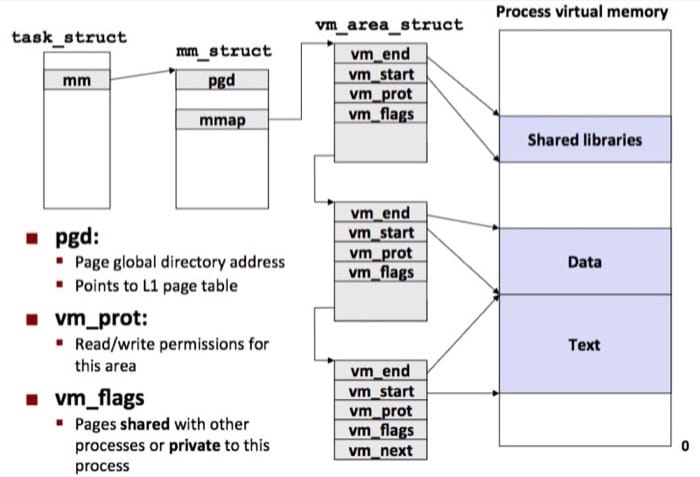 task_struct
mm
mm_struct
pgd
mmap
vm_area_struct
vm_end
vm_start
vm_prot
vm_flags
vm_end
vm_start
vm_prot
vm_flags
vm_end
vm_start
vm_prot
vm_flags
vm_next
Process virtual memory
Shared libraries
Data
Text
0
pgd:
Page global directory address
Points to L1 page table
vm_prot:
Read/write permissions for
this area
vm_flags
Pages shared with other
processes or private to this
process